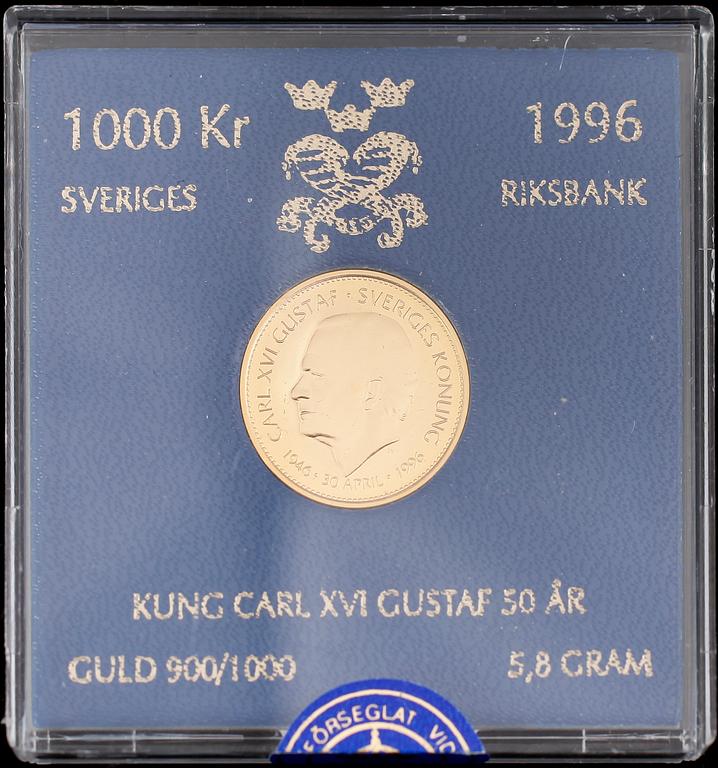 1000 Kr
1996
SVERIGES
RIKSBANK
CARL XVI GUSTAF · SVERIGES KONUNG
1946 · 30 APRIL · 1996
KUNG CARL XVI GUSTAF 50 ÅR
GULD 900/1000
5,8 GRAM
FÖRSEGLAT VID